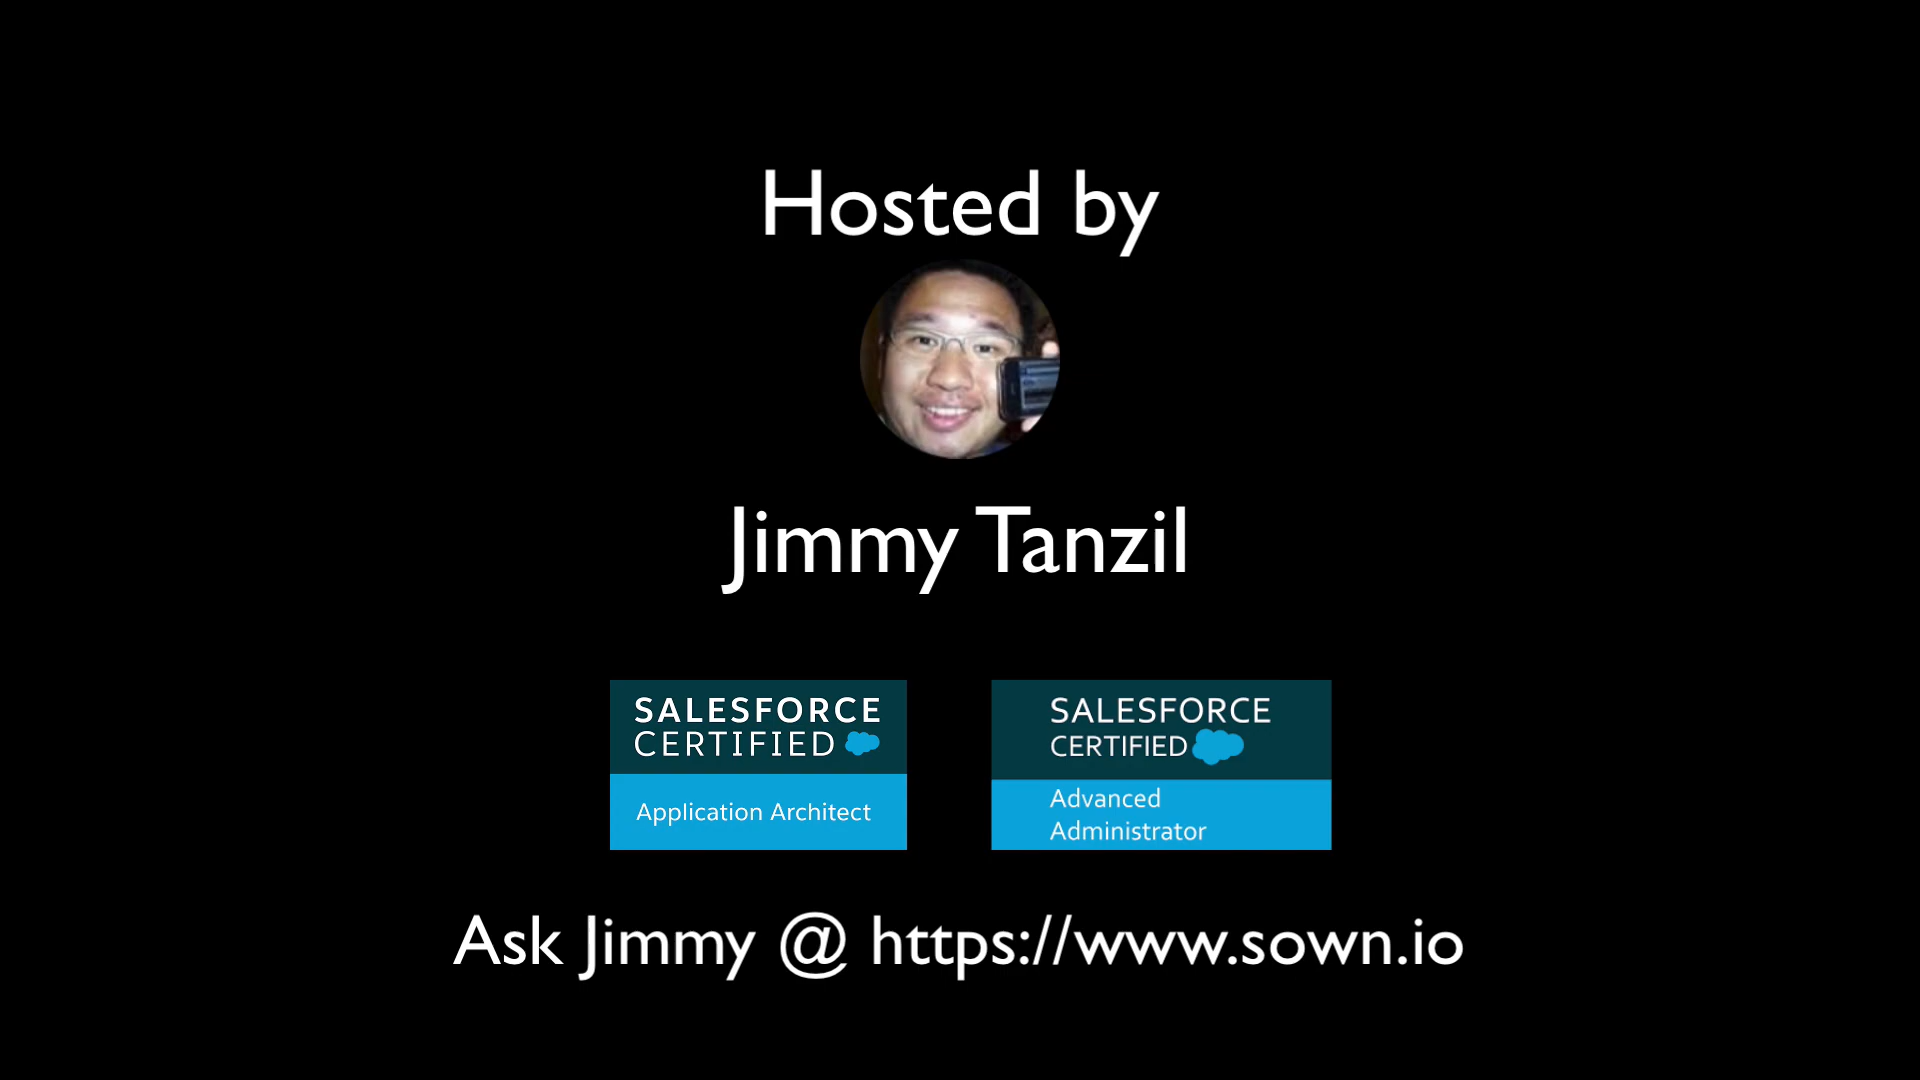 Hosted by
Jimmy Tanzil
SALESFORCE
CERTIFIED
Application Architect
SALESFORCE
CERTIFIED
Advanced
Administrator
Ask Jimmy @ https://www.sown.io